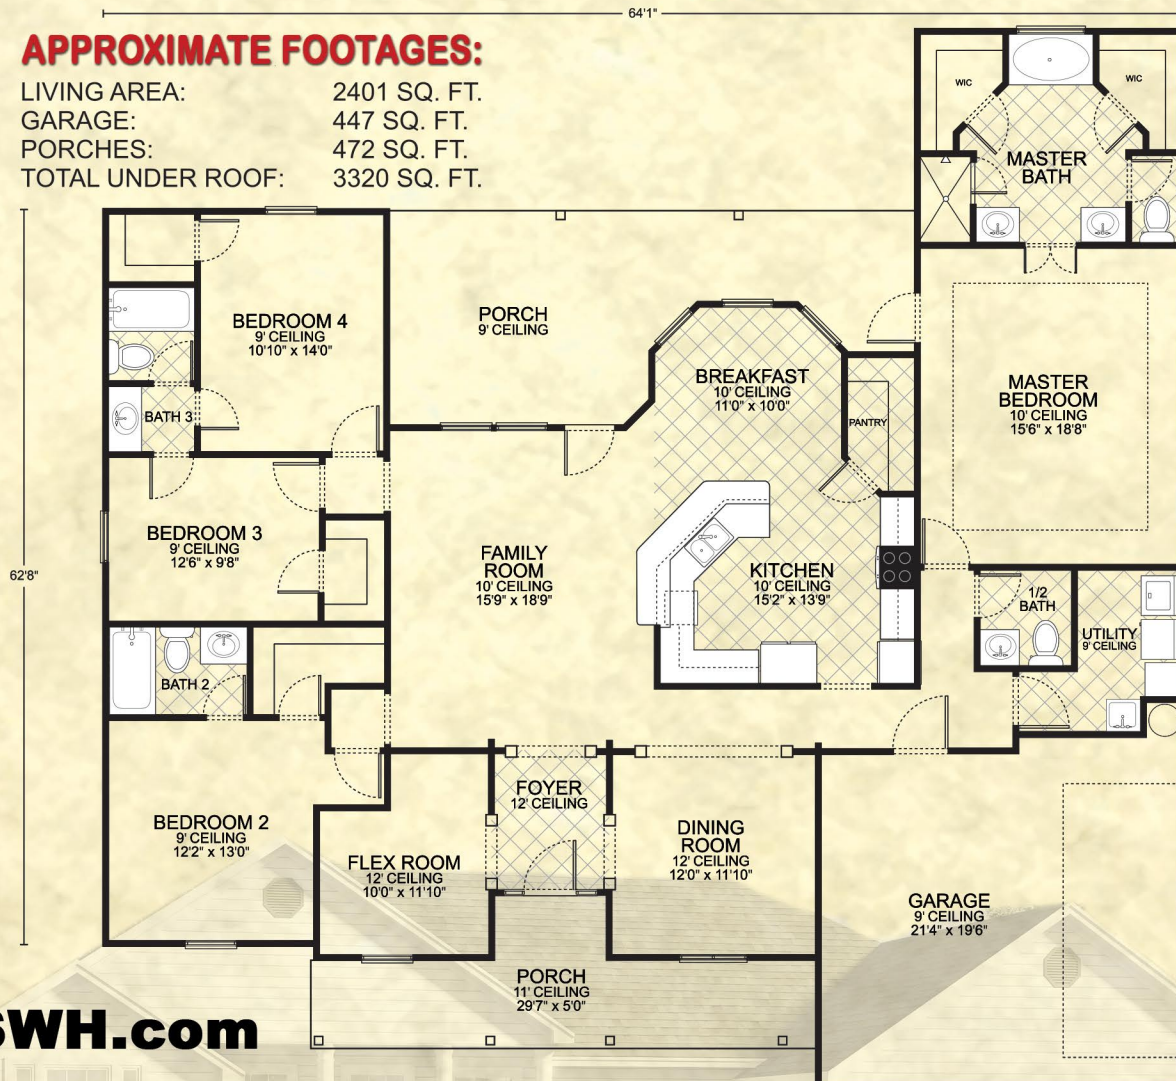 64'1"
APPROXIMATE FOOTAGES:
LIVING AREA: 2401 SQ. FT.
GARAGE: 447 SQ. FT.
PORCHES: 472 SQ. FT.
TOTAL UNDER ROOF: 3320 SQ. FT.
WIC
WIC
MASTER
BATH
PORCH
9' CEILING
BEDROOM 4
9' CEILING
10'10" x 14'0"
BATH 3
BREAKFAST
10' CEILING
11'0" x 10'0"
PANTRY
MASTER
BEDROOM
10' CEILING
15'6" x 18'8"
BEDROOM 3
9' CEILING
12'6" x 9'8"
62'8"
FAMILY
ROOM
10' CEILING
15'9" x 18'9"
KITCHEN
10' CEILING
15'2" x 13'9"
1/2
BATH
UTILITY
9' CEILING
BATH 2
FOYER
12' CEILING
BEDROOM 2
9' CEILING
12'2" x 13'0"
FLEX ROOM
12' CEILING
10'0" x 11'10"
DINING
ROOM
12' CEILING
12'0" x 11'10"
GARAGE
9' CEILING
21'4" x 19'6"
PORCH
11' CEILING
29'7" x 5'0"
SWH.com